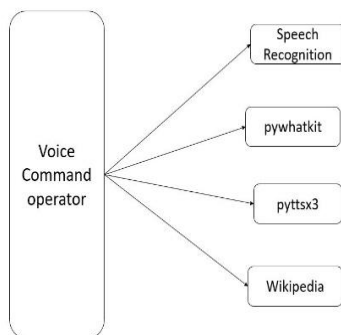 Voice
Command
operator
Speech
Recognition
pywhatkit
pyttsx3
Wikipedia